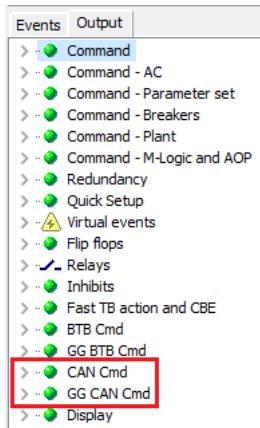 Events Output
Command
Command - AC
Command - Parameter set
Command - Breakers
Command - Plant
Command - M-Logic and AOP
Redundancy
Quick Setup
Virtual events
Flip flops
Relays
Inhibits
Fast TB action and CBE
BTB Cmd
GG BTB Cmd
CAN Cmd
GG CAN Cmd
Display